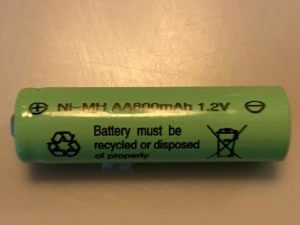 Ni-MH AA800mAh 1.2V
Battery must be
recycled or disposed
of properly